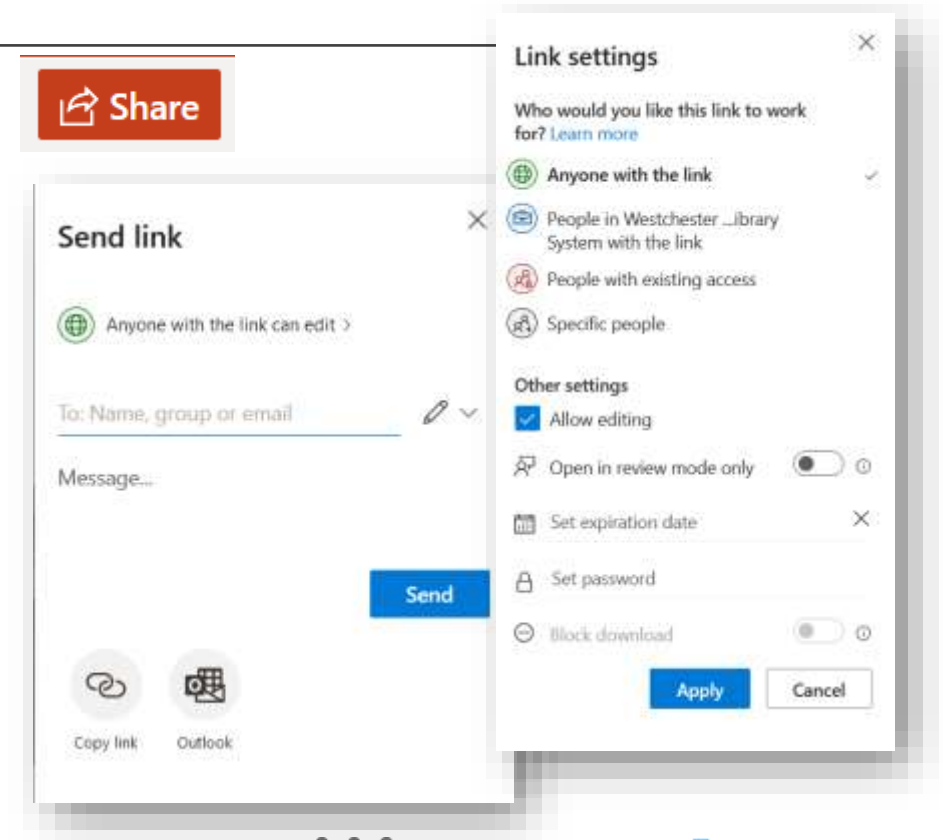 Share
Send link
Anyone with the link can edit >
To: Name, group or email
Message...
Send
Copy link
Outlook
Link settings
Who would you like this link to work
for? Learn more
Anyone with the link
People in Westchester ...ibrary
System with the link
People with existing access
Specific people
Other settings
Allow editing
Open in review mode only
Set expiration date
Set password
Block download
Apply
Cancel